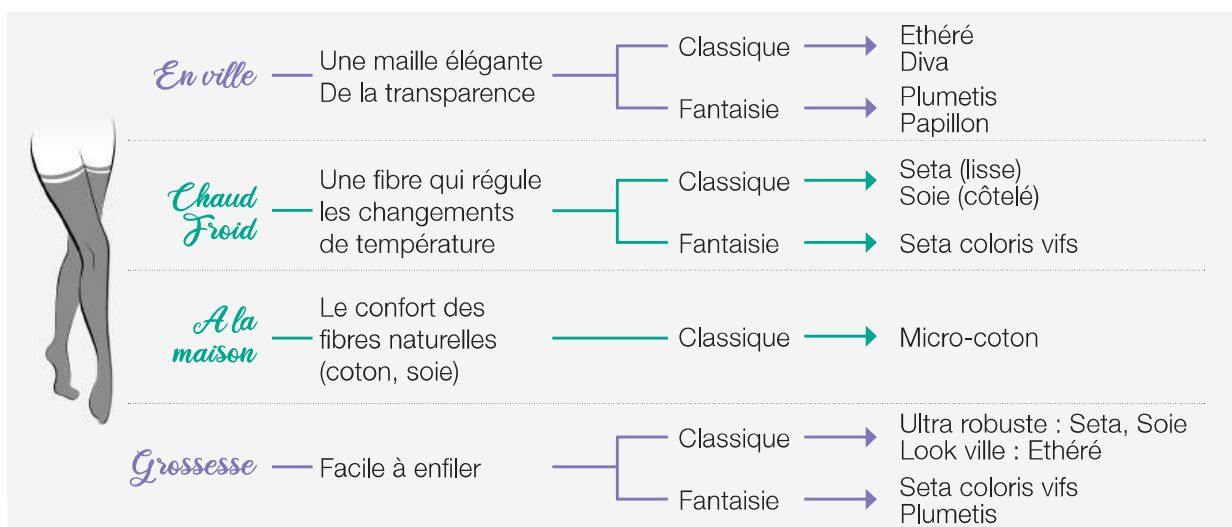 En ville
Une maille élégante
De la transparence
Classique
Ethéré
Diva
Fantaisie
Plumetis
Papillon
Chaud
Froid
Une fibre qui régule
les changements
de température
Classique
Seta (lisse)
Soie (côtelé)
Fantaisie
Seta coloris vifs
A la
maison
Le confort des
fibres naturelles
(coton, soie)
Classique
Micro-coton
Grossesse
Facile à enfiler
Classique
Ultra robuste : Seta, Soie
Look ville : Ethéré
Fantaisie
Seta coloris vifs
Plumetis